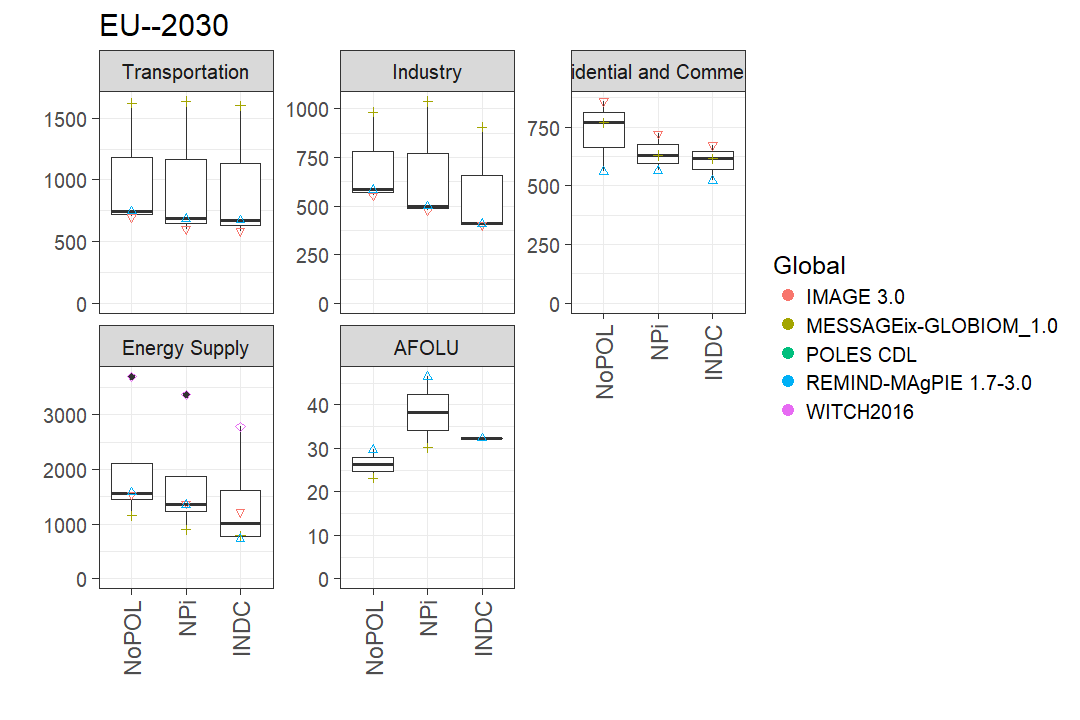 EU--2030
Transportation
Industry
idential and Comme
1500
1000
500
0
1000
750
500
250
0
750
500
250
0
NoPOL
NPi
INDC
Energy Supply
AFOLU
3000
2000
1000
0
40
30
20
10
0
NoPOL
NPi
INDC
NoPOL
NPi
INDC
Global
IMAGE 3.0
MESSAGEix-GLOBIOM_1.0
POLES CDL
REMIND-MAgPIE 1.7-3.0
WITCH2016